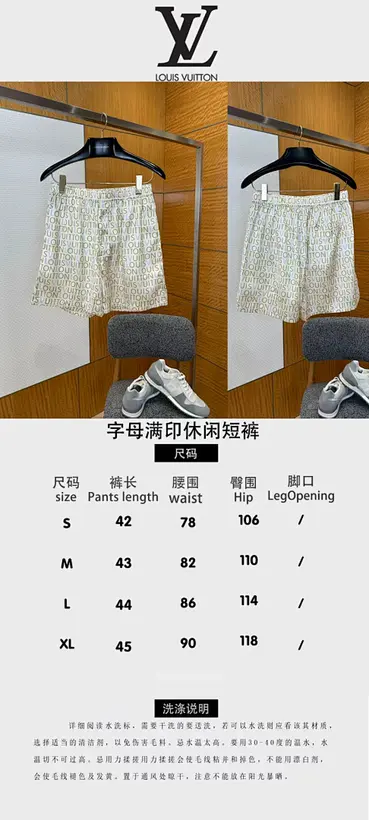 LV
LOUIS VUITTON
字母满印休闲短裤
尺码
尺码 裤长 腰围 臀围 脚口
size Pants length waist Hip LegOpening
S 42 78 106 /
M 43 82 110 /
L 44 86 114 /
XL 45 90 118 /
洗涤说明
详细阅读水洗标，需要干洗的要送洗，若可以水洗则应看该其材质，
选择适当的清洁剂，以免伤害毛料。忌水温太高。要用30-40度的温水，水
温切不可过高。忌用力揉搓用力揉搓会使毛线粘并和掉色，不能用漂白剂，
会使毛线褪色及发黄。置于通风处晾干，注意不能放在阳光暴晒。